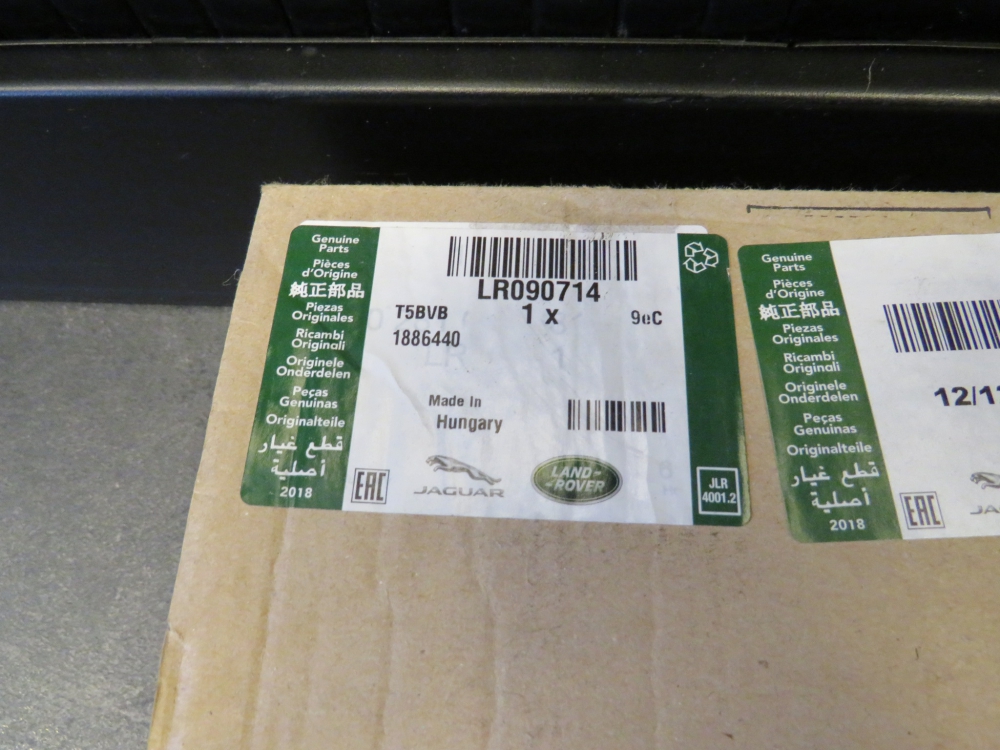 Genuine
Parts
Pièces
d'Origine
純正部品
Piezas
Originales
Ricambi
Originali
Originele
Onderdelen
Peças
Genuinas
Originalteile
قطع غيار
أصلية
2018
LR090714
T5BVB
1 x
9eC
1886440
Made In
Hungary
EAC
JAGUAR
LAND-
-ROVER
JLR
4001.2
Genuine
Parts
Pièces
d'Origine
純正部品
Piezas
Originales
Ricambi
Originali
Originele
Onderdelen
Peças
Genuinas
Originalteile
قطع غيار
أصلية
2018
EAC